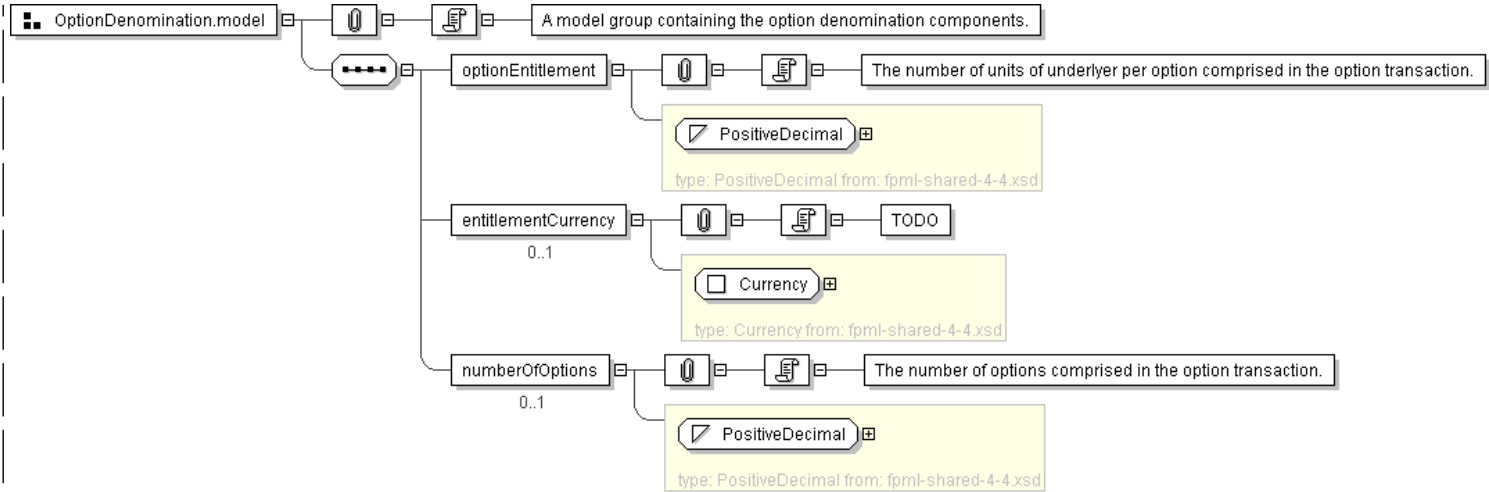 OptionDenomination.model
A model group containing the option denomination components.
optionEntitlement
The number of units of underlyer per option comprised in the option transaction.
PositiveDecimal
type: PositiveDecimal from: fpml-shared-4-4.xsd
entitlementCurrency
TODO
0..1
Currency
type: Currency from: fpml-shared-4-4.xsd
numberOfOptions
The number of options comprised in the option transaction.
0..1
PositiveDecimal
type: PositiveDecimal from: fpml-shared-4-4.xsd